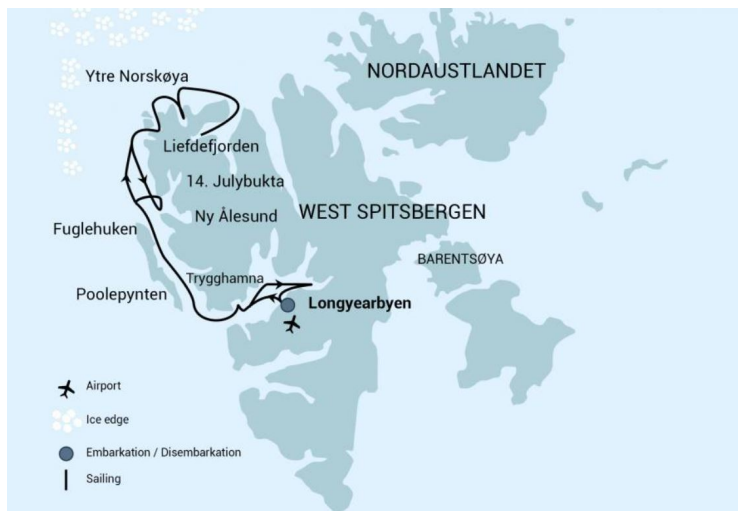 NORDAUSTLANDET
Ytre Norskøya
Liefdefjorden
14. Julybukta
Ny Ålesund
WEST SPITSBERGEN
Fuglehuken
BARENTSØYA
Trygghamna
Poolepynten
Longyearbyen
Airport
Ice edge
Embarkation / Disembarkation
Sailing